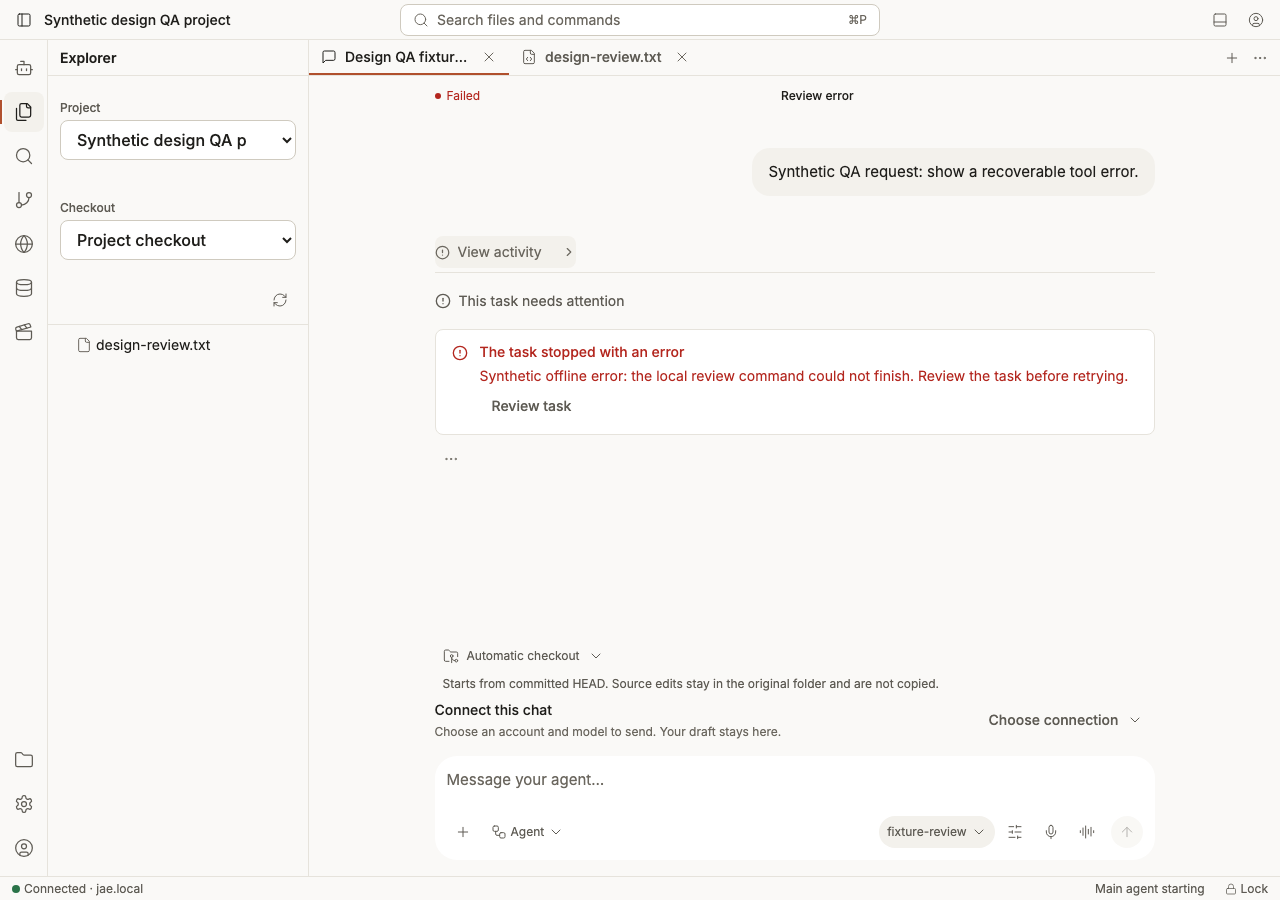 Synthetic design QA project
Search files and commands
⌘P
Explorer
Design QA fixtur...
design-review.txt
Project
Synthetic design QA p
Checkout
Project checkout
design-review.txt
Failed
Review error
Synthetic QA request: show a recoverable tool error.
View activity
This task needs attention
The task stopped with an error
Synthetic offline error: the local review command could not finish. Review the task before retrying.
Review task
...
Automatic checkout
Starts from committed HEAD. Source edits stay in the original folder and are not copied.
Connect this chat
Choose an account and model to send. Your draft stays here.
Choose connection
Message your agent...
Agent
fixture-review
Connected · jae.local
Main agent starting
Lock